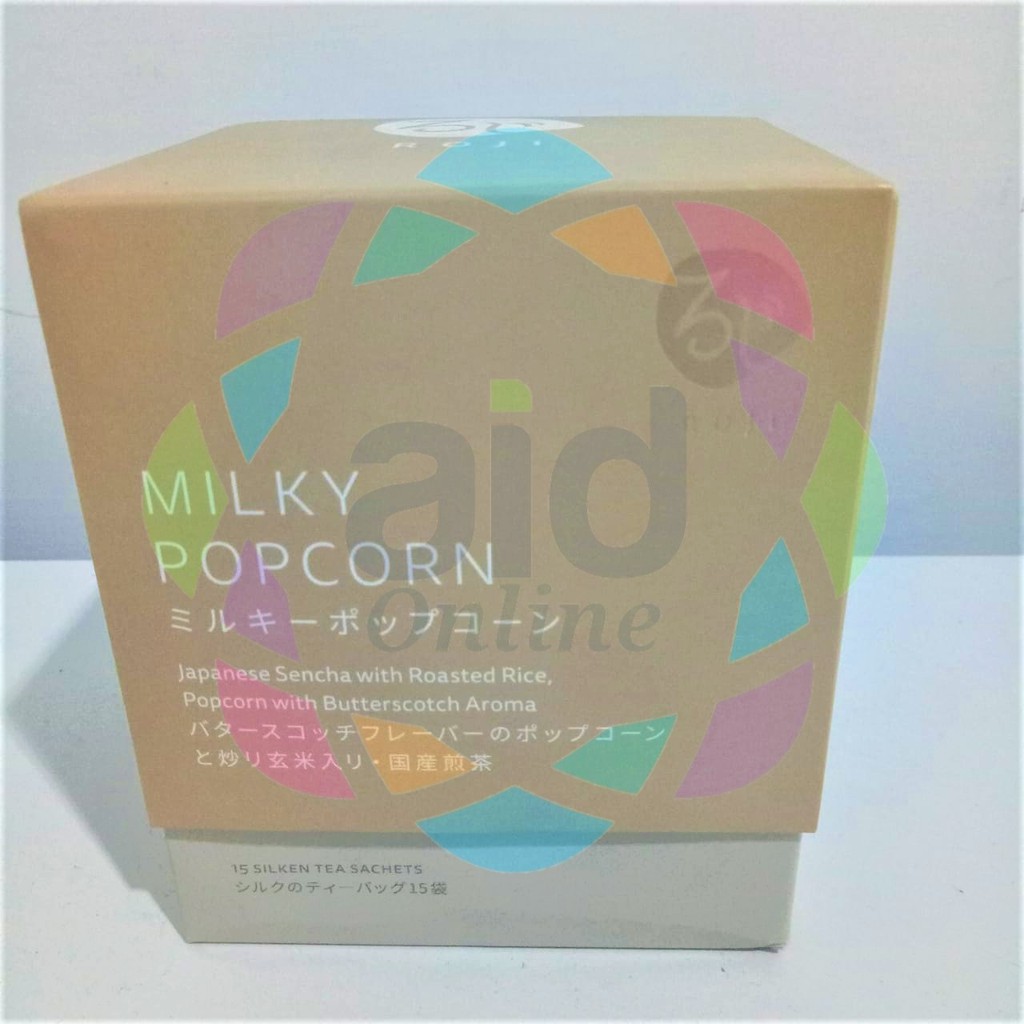 ROJI
roji
aid
Online
MILKY
POPCORN
ミルキーポップコーン
Japanese Sencha with Roasted Rice,
Popcorn with Butterscotch Aroma
バタースコッチフレーバーのポップコーン
と炒り玄米入り・国産煎茶
15 SILKEN TEA SACHETS
シルクのティーバッグ15袋